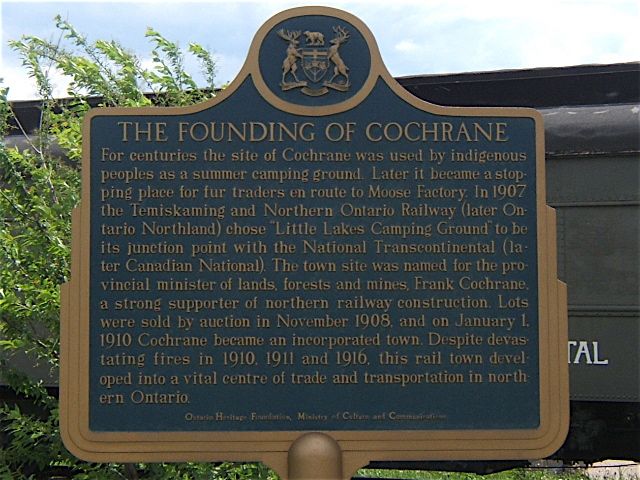 THE FOUNDING OF COCHRANE
For centuries the site of Cochrane was used by indigenous
peoples as a summer camping ground. Later it became a stop-
ping place for fur traders en route to Moose Factory. In 1907
the Temiskaming and Northern Ontario Railway (later On-
tario Northland) chose "Little Lakes Camping Ground" to be
its junction point with the National Transcontinental (la-
ter Canadian National). The town site was named for the pro-
vincial minister of lands, forests and mines, Frank Cochrane,
a strong supporter of northern railway construction. Lots
were sold by auction in November 1908, and on January 1,
1910 Cochrane became an incorporated town. Despite devas-
tating fires in 1910, 1911 and 1916, this rail town devel-
oped into a vital centre of trade and transportation in north-
ern Ontario.
Ontario Heritage Foundation, Ministry of Culture and Communications
TAL